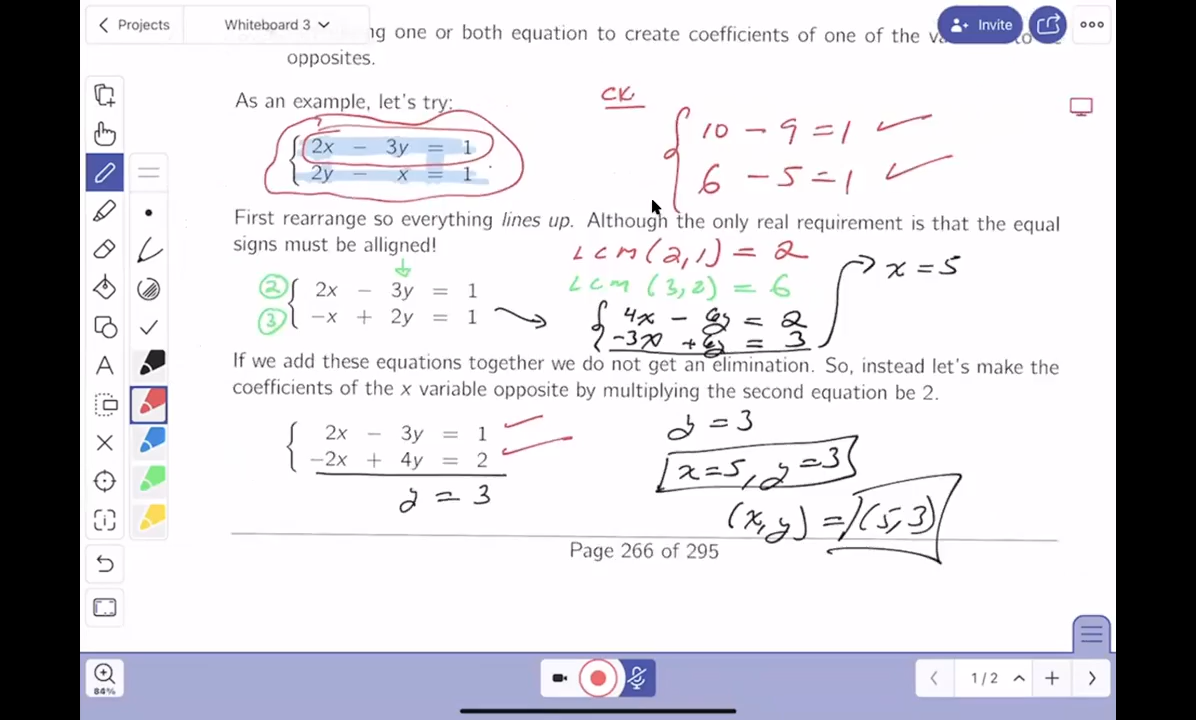 Projects
Whiteboard 3
Invite
ng one or both equation to create coefficients of one of the va to
opposites.
As an example, let's try:
2x − 3y = 1
2y − x = 1
CK
10 - 9 = 1 ✓
6 - 5 = 1 ✓
First rearrange so everything lines up. Although the only real requirement is that the equal
signs must be alligned!
LCM(2,1) = 2
LCM (3,2) = 6
② 2x − 3y = 1
③ −x + 2y = 1
4x - 6y = 2
-3x + 6y = 3
x = 5
If we add these equations together we do not get an elimination. So, instead let's make the
coefficients of the x variable opposite by multiplying the second equation be 2.
2x − 3y = 1 ✓
−2x + 4y = 2 ✓
y = 3
y = 3
x = 5, y = 3
(x, y) = (5, 3)
Page 266 of 295
84%
1/2